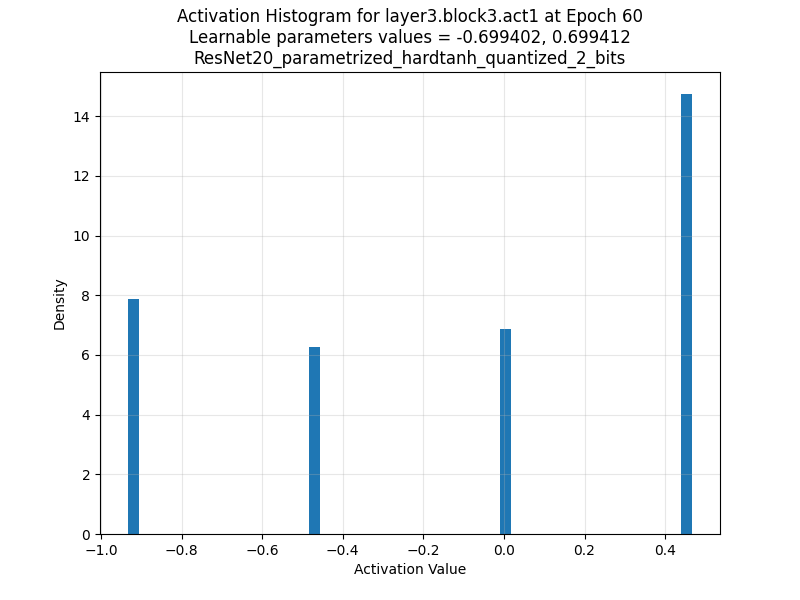 Activation Histogram for layer3.block3.act1 at Epoch 60
Learnable parameters values = -0.699402, 0.699412
ResNet20_parametrized_hardtanh_quantized_2_bits
14
12
10
8
6
4
2
0
Density
−1.0 −0.8 −0.6 −0.4 −0.2 0.0 0.2 0.4
Activation Value